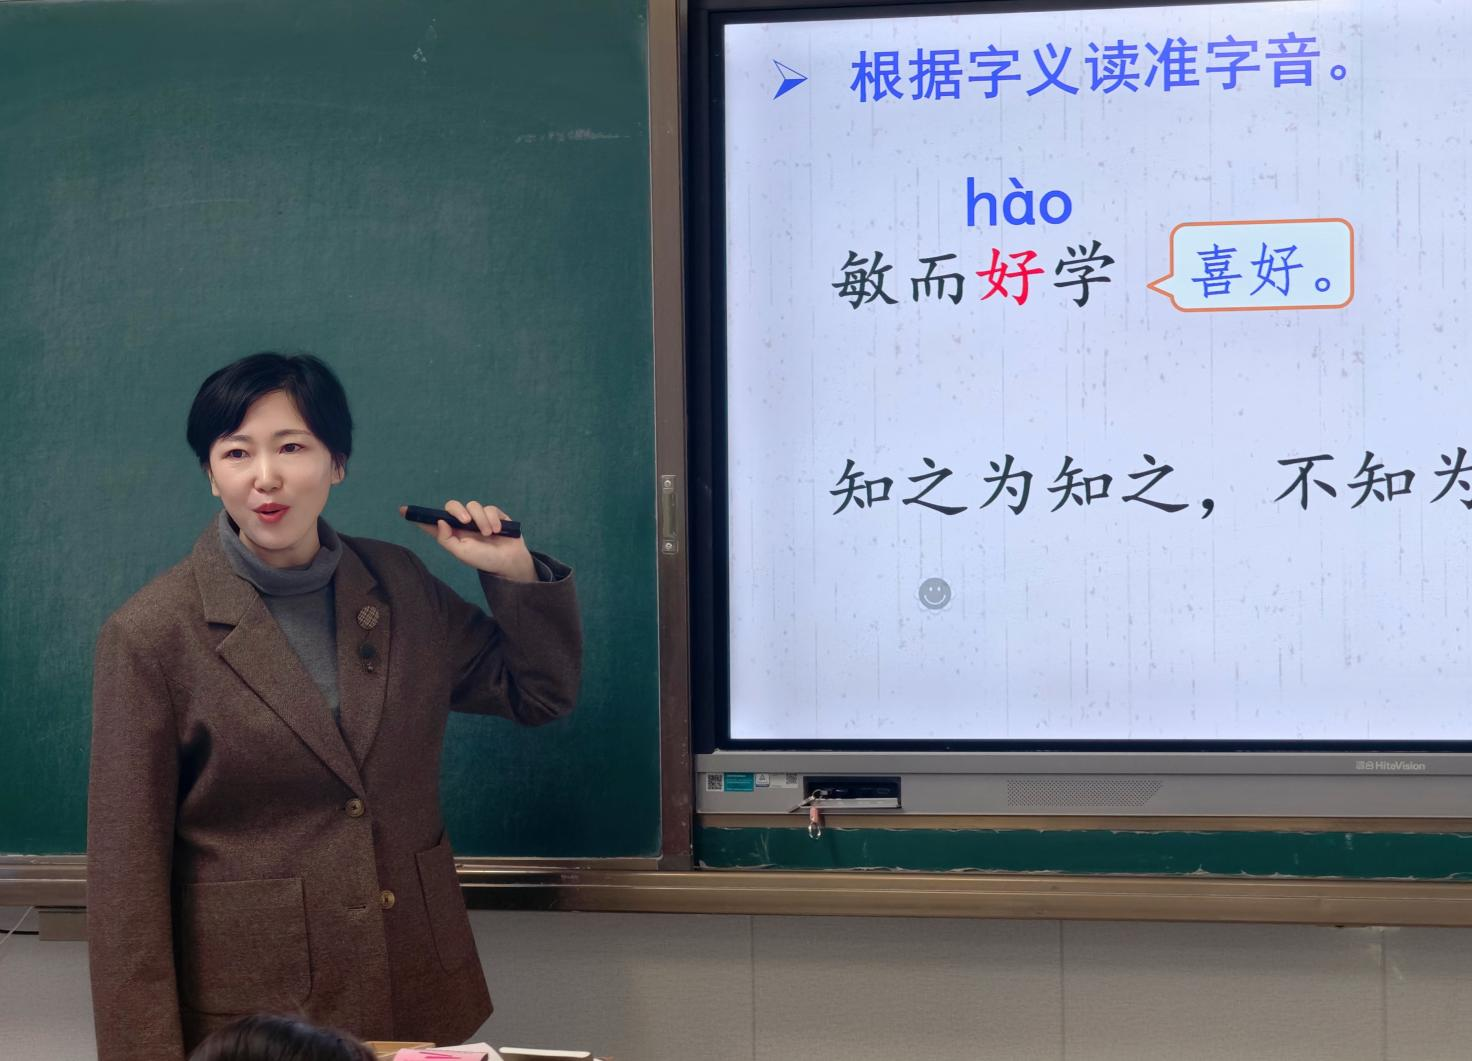 根据字义读准字音。
hào
敏而好学
喜好。
知之为知之，不知为
HiteVision